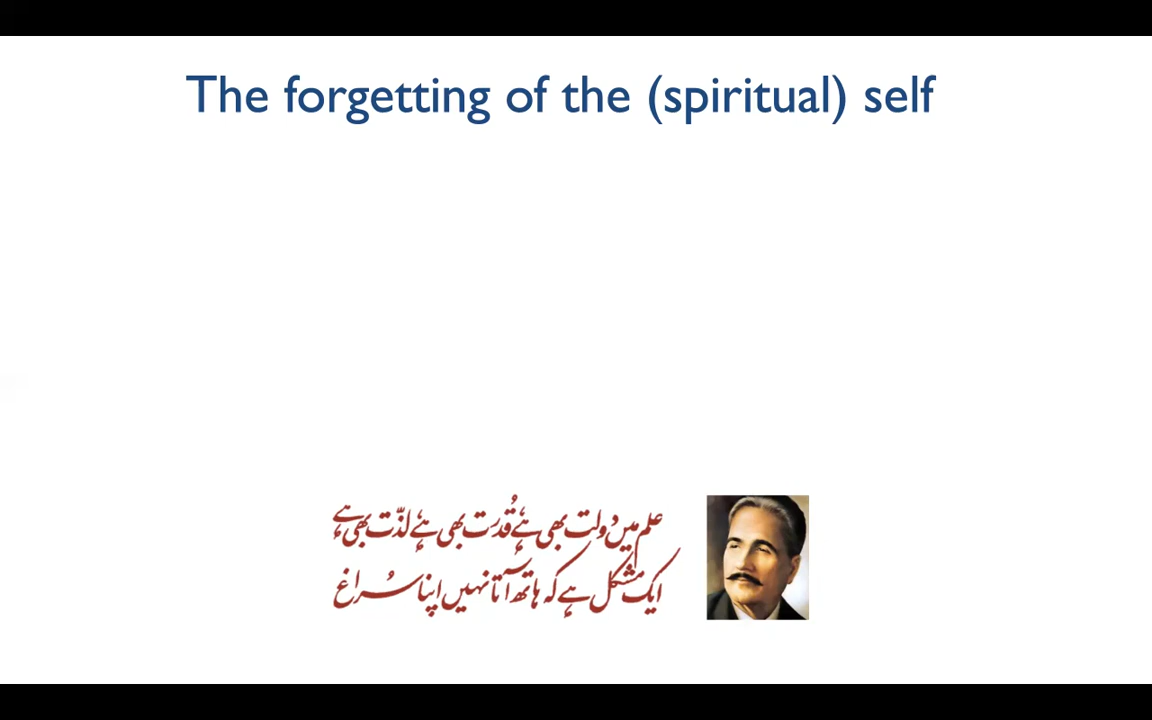 The forgetting of the (spiritual) self
علم میں دولت بھی ہے قُدرت بھی ہے لذّت بھی ہے
ایک مشکل ہے کہ ہاتھ آتا نہیں اپنا سُراغ